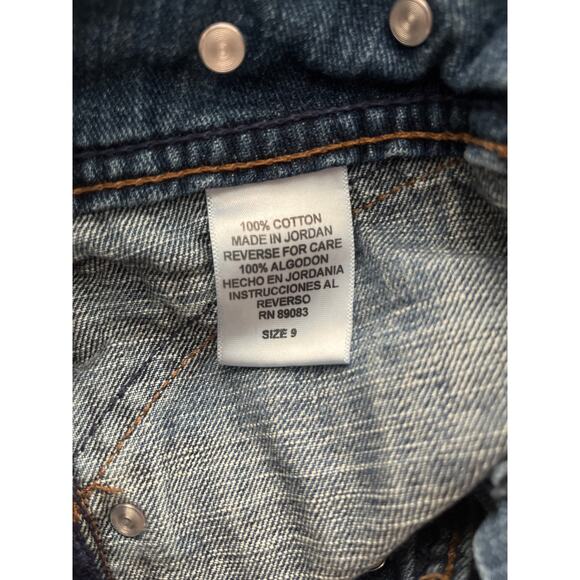 100% COTTON
MADE IN JORDAN
REVERSE FOR CARE
100% ALGODON
HECHO EN JORDANIA
INSTRUCCIONES AL
REVERSO
RN 89083
SIZE 9